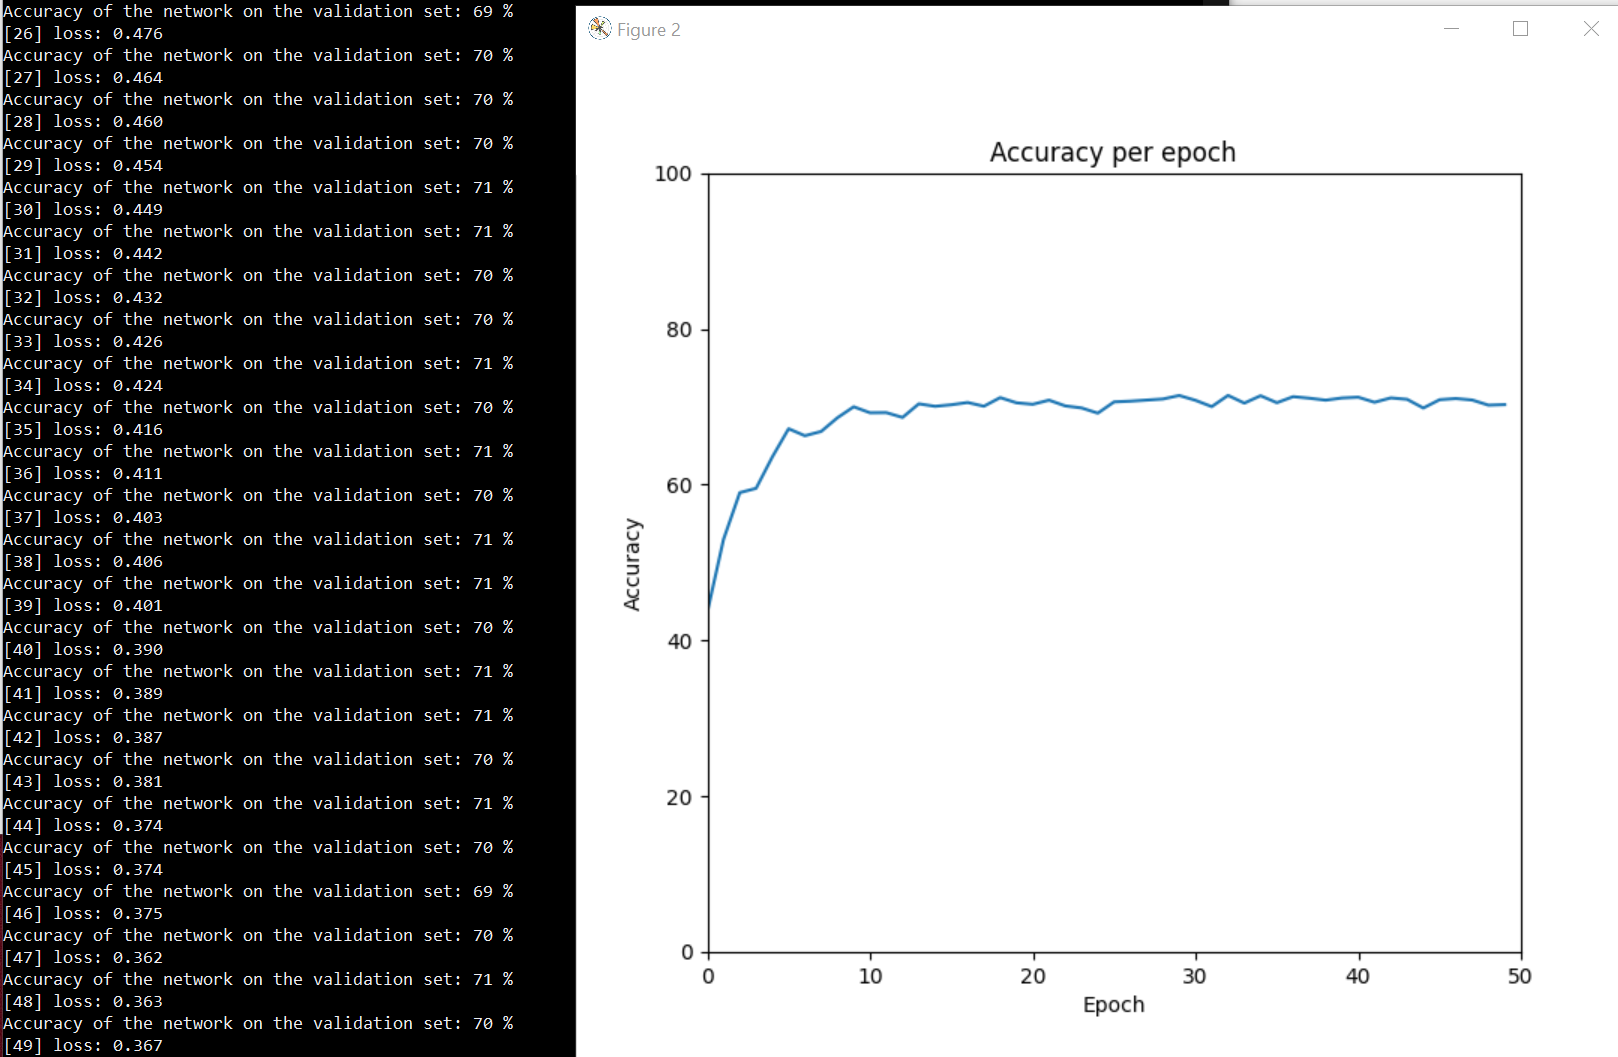 Accuracy of the network on the validation set: 69 %
[26] loss: 0.476
Accuracy of the network on the validation set: 70 %
[27] loss: 0.464
Accuracy of the network on the validation set: 70 %
[28] loss: 0.460
Accuracy of the network on the validation set: 70 %
[29] loss: 0.454
Accuracy of the network on the validation set: 71 %
[30] loss: 0.449
Accuracy of the network on the validation set: 71 %
[31] loss: 0.442
Accuracy of the network on the validation set: 70 %
[32] loss: 0.432
Accuracy of the network on the validation set: 70 %
[33] loss: 0.426
Accuracy of the network on the validation set: 71 %
[34] loss: 0.424
Accuracy of the network on the validation set: 70 %
[35] loss: 0.416
Accuracy of the network on the validation set: 71 %
[36] loss: 0.411
Accuracy of the network on the validation set: 70 %
[37] loss: 0.403
Accuracy of the network on the validation set: 71 %
[38] loss: 0.406
Accuracy of the network on the validation set: 71 %
[39] loss: 0.401
Accuracy of the network on the validation set: 70 %
[40] loss: 0.390
Accuracy of the network on the validation set: 71 %
[41] loss: 0.389
Accuracy of the network on the validation set: 71 %
[42] loss: 0.387
Accuracy of the network on the validation set: 70 %
[43] loss: 0.381
Accuracy of the network on the validation set: 71 %
[44] loss: 0.374
Accuracy of the network on the validation set: 70 %
[45] loss: 0.374
Accuracy of the network on the validation set: 69 %
[46] loss: 0.375
Accuracy of the network on the validation set: 70 %
[47] loss: 0.362
Accuracy of the network on the validation set: 71 %
[48] loss: 0.363
Accuracy of the network on the validation set: 70 %
[49] loss: 0.367
Figure 2
Accuracy per epoch
100
80
60
40
20
0
Accuracy
0 10 20 30 40 50
Epoch